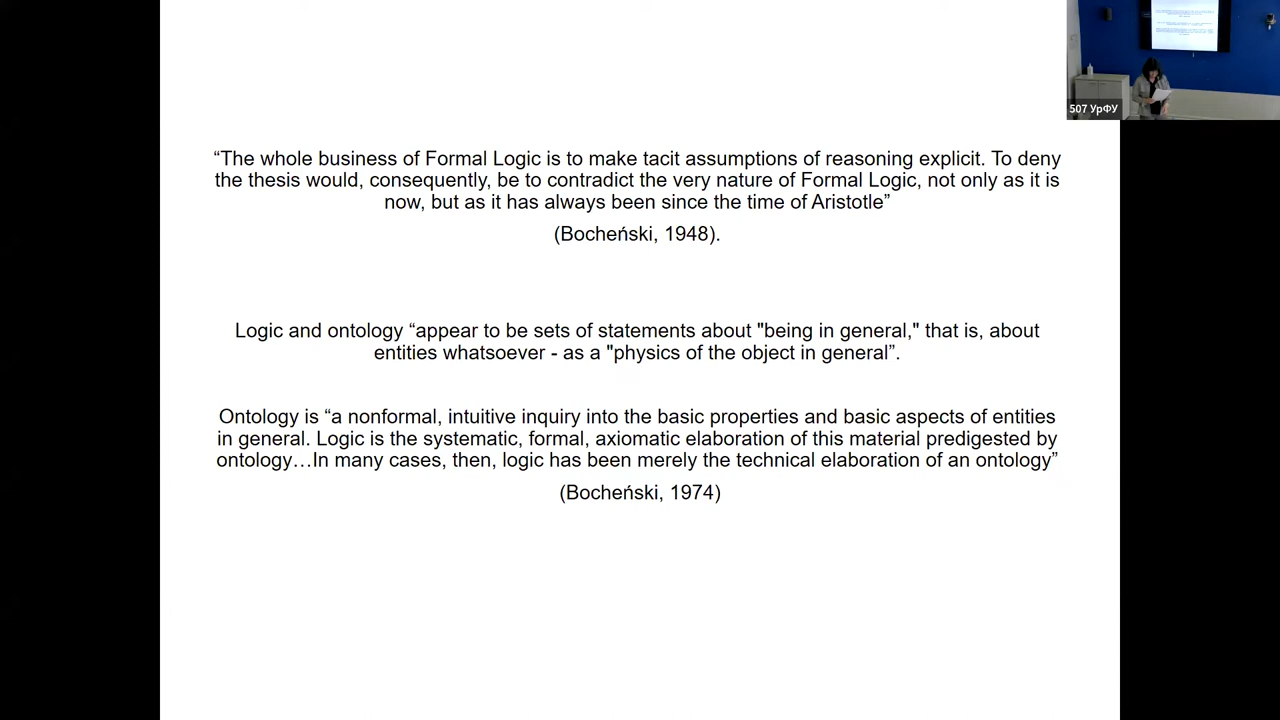 507 УрФУ
“The whole business of Formal Logic is to make tacit assumptions of reasoning explicit. To deny
the thesis would, consequently, be to contradict the very nature of Formal Logic, not only as it is
now, but as it has always been since the time of Aristotle”
(Bocheński, 1948).
Logic and ontology “appear to be sets of statements about "being in general," that is, about
entities whatsoever - as a "physics of the object in general”.
Ontology is “a nonformal, intuitive inquiry into the basic properties and basic aspects of entities
in general. Logic is the systematic, formal, axiomatic elaboration of this material predigested by
ontology…In many cases, then, logic has been merely the technical elaboration of an ontology”
(Bocheński, 1974)